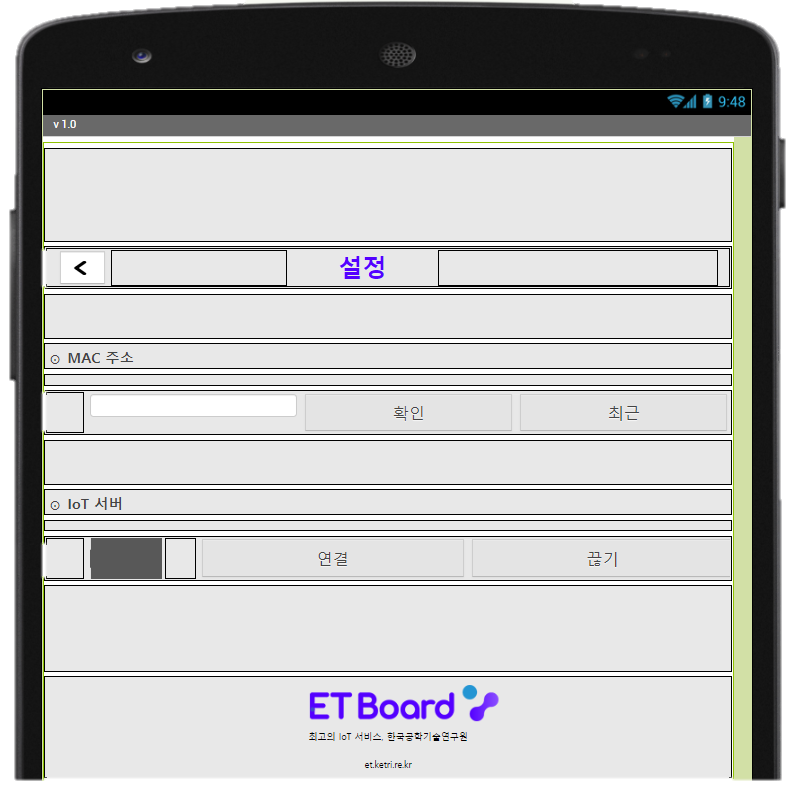 9:48
v 1.0
<
설정
⊙ MAC 주소
확인
최근
⊙ IoT 서버
연결
끊기
ET Board
최고의 IoT 서비스, 한국공학기술연구원
et.ketri.re.kr